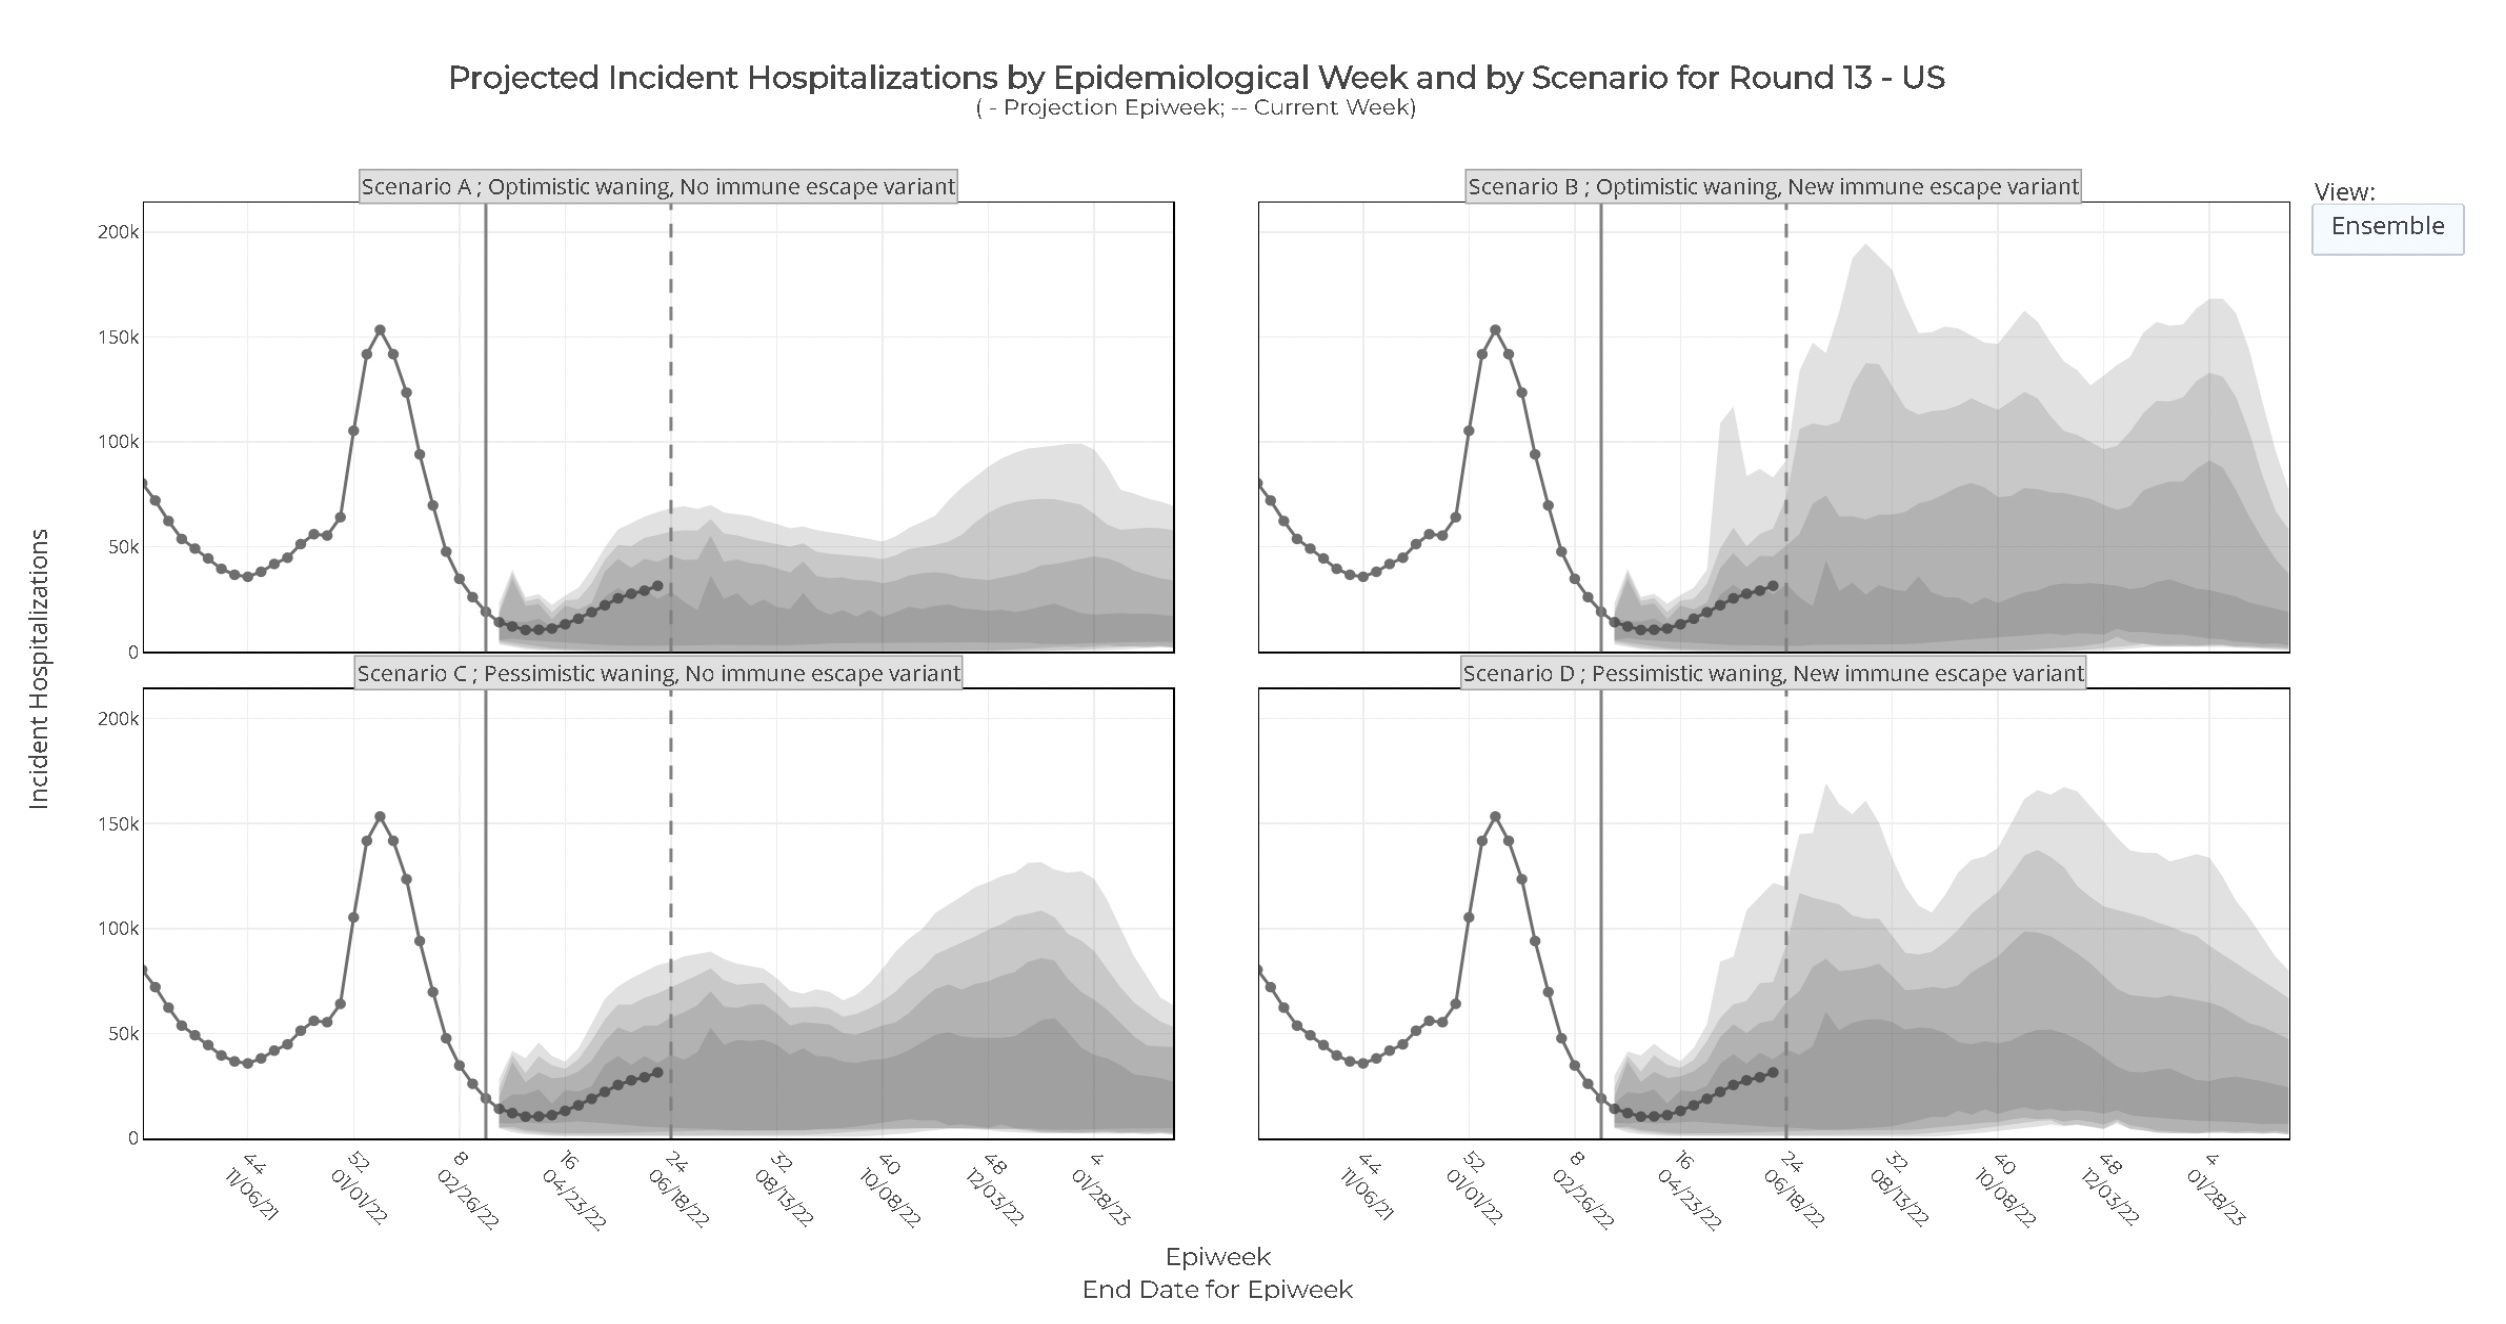 Projected Incident Hospitalizations by Epidemiological Week and by Scenario for Round 13 - US
( - Projection Epiweek; -- Current Week)
Scenario A ; Optimistic waning, No immune escape variant
Scenario B ; Optimistic waning, New immune escape variant
View:
Ensemble
200k
150k
100k
50k
0
Scenario C ; Pessimistic waning, No immune escape variant
Scenario D ; Pessimistic waning, New immune escape variant
200k
150k
100k
50k
0
Incident Hospitalizations
44
11/06/21
52
01/01/22
8
02/26/22
16
04/23/22
24
06/18/22
32
08/13/22
40
10/08/22
48
12/03/22
4
01/28/23
44
11/06/21
52
01/01/22
8
02/26/22
16
04/23/22
24
06/18/22
32
08/13/22
40
10/08/22
48
12/03/22
4
01/28/23
Epiweek
End Date for Epiweek